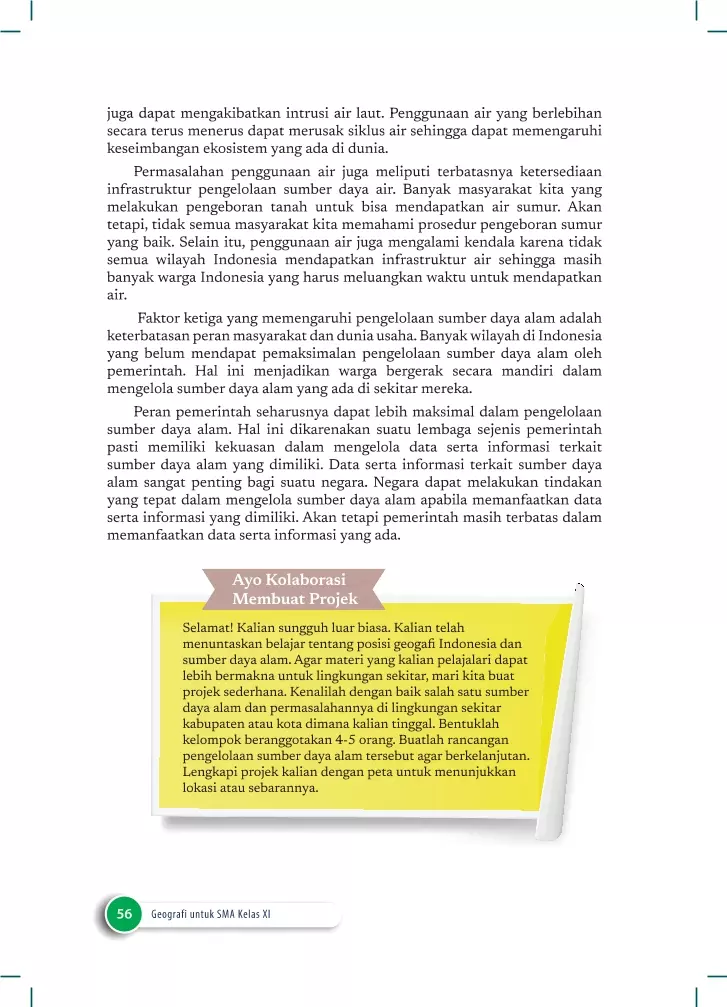 juga dapat mengakibatkan intrusi air laut. Penggunaan air yang berlebihan
secara terus menerus dapat merusak siklus air sehingga dapat memengaruhi
keseimbangan ekosistem yang ada di dunia.
Permasalahan penggunaan air juga meliputi terbatasnya ketersediaan
infrastruktur pengelolaan sumber daya air. Banyak masyarakat kita yang
melakukan pengeboran tanah untuk bisa mendapatkan air sumur. Akan
tetapi, tidak semua masyarakat kita memahami prosedur pengeboran sumur
yang baik. Selain itu, penggunaan air juga mengalami kendala karena tidak
semua wilayah Indonesia mendapatkan infrastruktur air sehingga masih
banyak warga Indonesia yang harus meluangkan waktu untuk mendapatkan
air.
Faktor ketiga yang memengaruhi pengelolaan sumber daya alam adalah
keterbatasan peran masyarakat dan dunia usaha. Banyak wilayah di Indonesia
yang belum mendapat pemaksimalan pengelolaan sumber daya alam oleh
pemerintah. Hal ini menjadikan warga bergerak secara mandiri dalam
mengelola sumber daya alam yang ada di sekitar mereka.
Peran pemerintah seharusnya dapat lebih maksimal dalam pengelolaan
sumber daya alam. Hal ini dikarenakan suatu lembaga sejenis pemerintah
pasti memiliki kekuasan dalam mengelola data serta informasi terkait
sumber daya alam yang dimiliki. Data serta informasi terkait sumber daya
alam sangat penting bagi suatu negara. Negara dapat melakukan tindakan
yang tepat dalam mengelola sumber daya alam apabila memanfaatkan data
serta informasi yang dimiliki. Akan tetapi pemerintah masih terbatas dalam
memanfaatkan data serta informasi yang ada.
Ayo Kolaborasi
Membuat Projek
Selamat! Kalian sungguh luar biasa. Kalian telah
menuntaskan belajar tentang posisi geogafi Indonesia dan
sumber daya alam. Agar materi yang kalian pelajalari dapat
lebih bermakna untuk lingkungan sekitar, mari kita buat
projek sederhana. Kenalilah dengan baik salah satu sumber
daya alam dan permasalahannya di lingkungan sekitar
kabupaten atau kota dimana kalian tinggal. Bentuklah
kelompok beranggotakan 4-5 orang. Buatlah rancangan
pengelolaan sumber daya alam tersebut agar berkelanjutan.
Lengkapi projek kalian dengan peta untuk menunjukkan
lokasi atau sebarannya.
56 Geografi untuk SMA Kelas XI